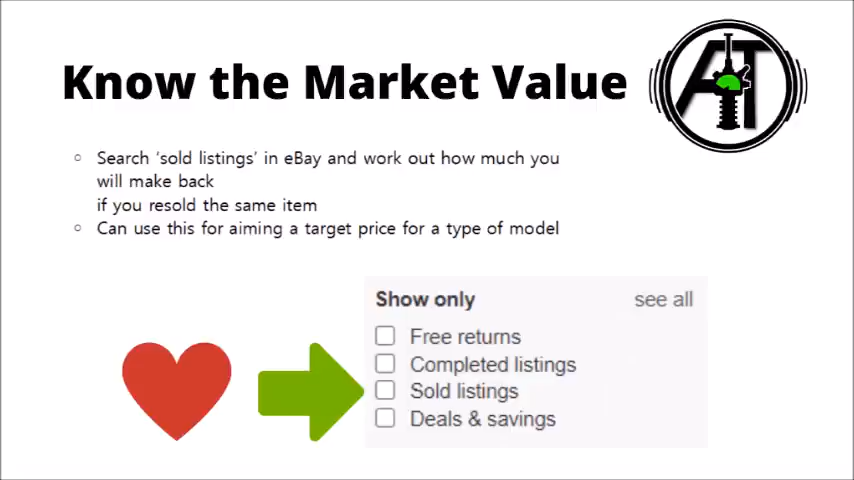 Know the Market Value
AT
○ Search ‘sold listings’ in eBay and work out how much you
will make back
if you resold the same item
○ Can use this for aiming a target price for a type of model
Show only see all
Free returns
Completed listings
Sold listings
Deals & savings